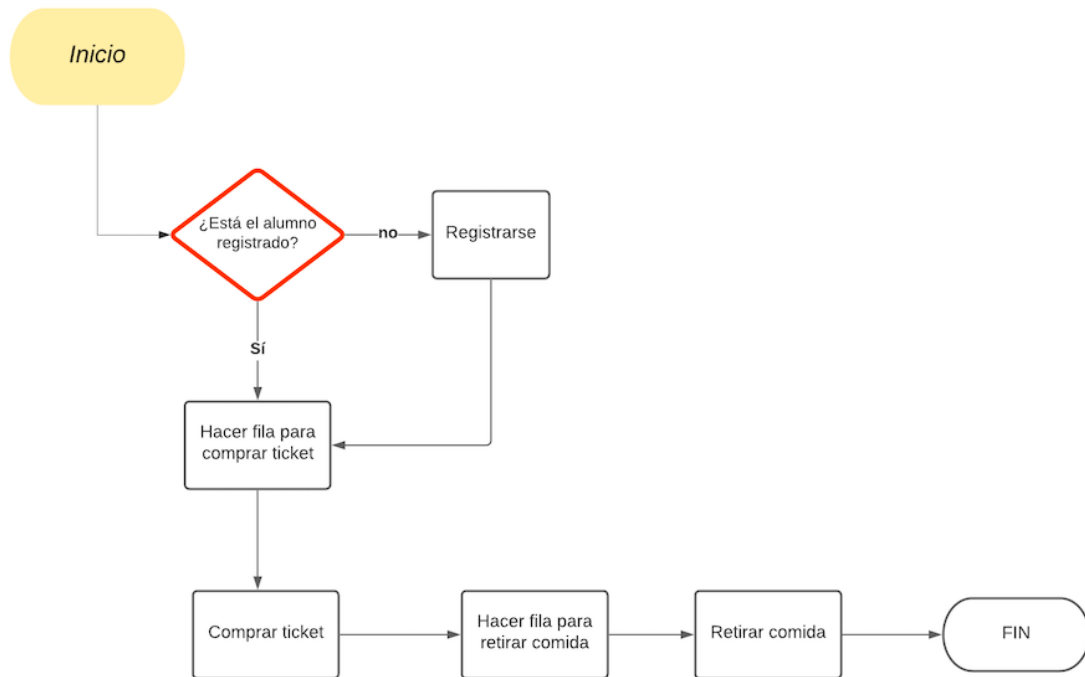 Inicio
¿Está el alumno
registrado?
no
Registrarse
Sí
Hacer fila para
comprar ticket
Comprar ticket
Hacer fila para
retirar comida
Retirar comida
FIN